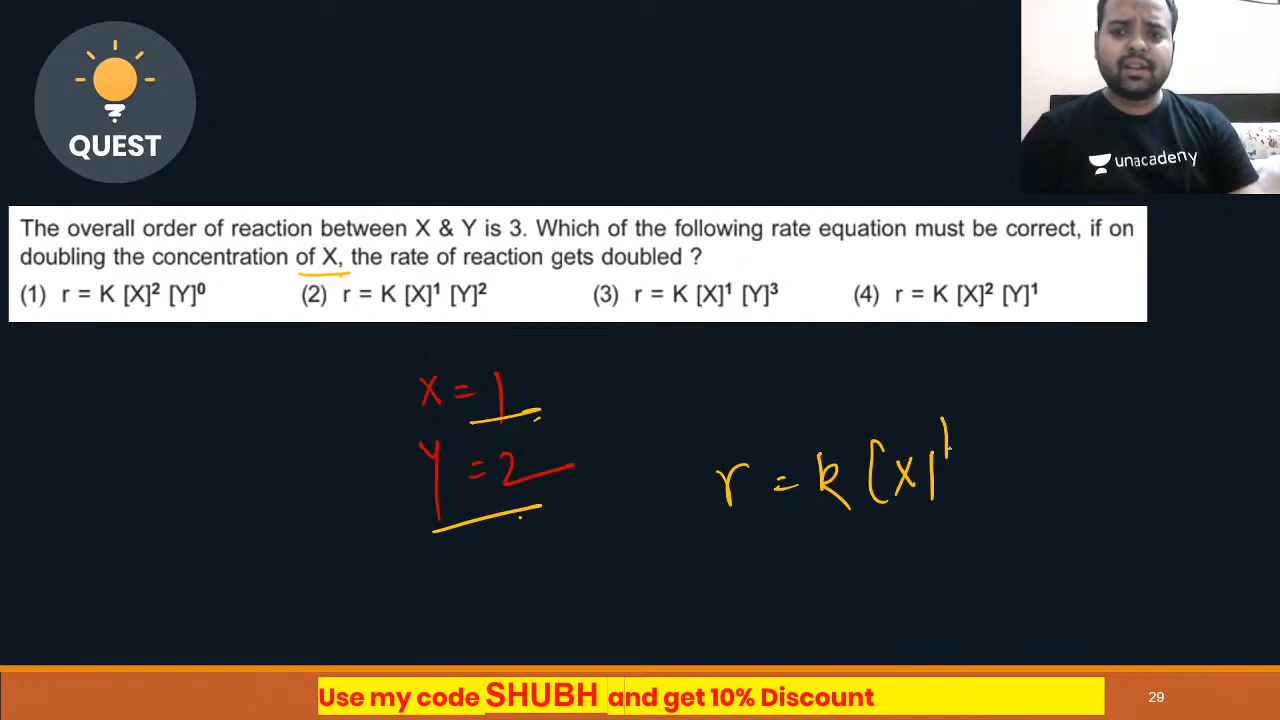 QUEST
unacademy
The overall order of reaction between X & Y is 3. Which of the following rate equation must be correct, if on
doubling the concentration of X, the rate of reaction gets doubled ?
(1) r = K [X]² [Y]⁰ (2) r = K [X]¹ [Y]² (3) r = K [X]¹ [Y]³ (4) r = K [X]² [Y]¹
X = 1
Y = 2
r = k [X]¹
Use my code SHUBH and get 10% Discount
29